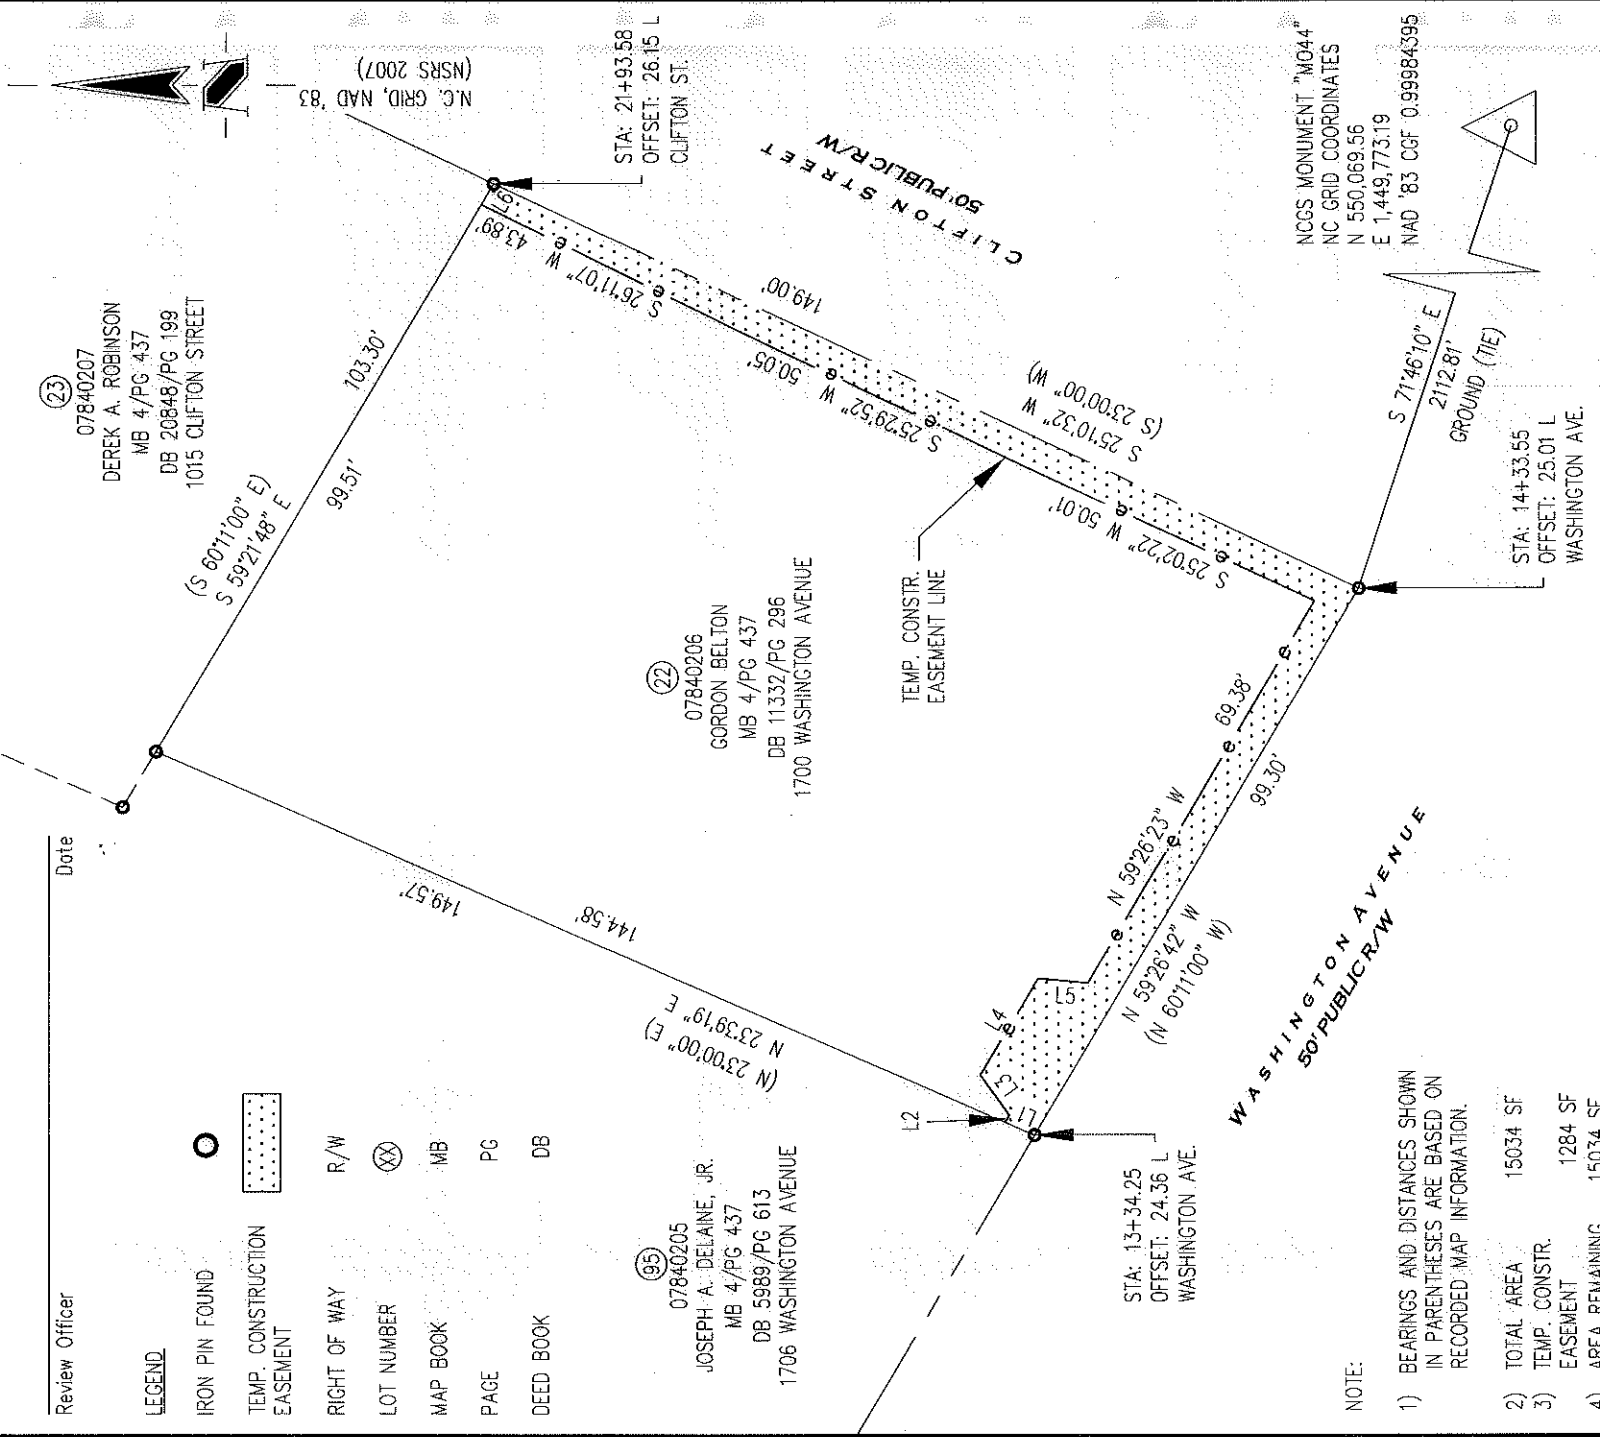 Review Officer
Date
LEGEND
IRON PIN FOUND
TEMP. CONSTRUCTION
EASEMENT
RIGHT OF WAY R/W
LOT NUMBER XX
MAP BOOK MB
PAGE PG
DEED BOOK DB
N.C. GRID, NAD '83
(NSRS 2007)
23
07840207
DEREK A. ROBINSON
MB 4/PG 437
DB 20848/PG 199
1015 CLIFTON STREET
STA: 21+93.58
OFFSET: 26.15 L
CLIFTON ST.
(S 60°11'00" E)
S 59°21'48" E
103.30'
99.51'
L6
43.89'
S 26°11'07" W
CLIFTON STREET
50' PUBLIC R/W
149.00'
50.05'
S 25°29'52" W
S 25°10'32" W
(S 23°00'00" W)
50.01'
S 25°02'22" W
TEMP. CONSTR.
EASEMENT LINE
22
07840206
GORDON BELTON
MB 4/PG 437
DB 11332/PG 296
1700 WASHINGTON AVENUE
149.57'
144.58'
N 23°39'19" E
(N 23°00'00" E)
95
07840205
JOSEPH A. DELAINE, JR.
MB 4/PG 437
DB 5989/PG 613
1706 WASHINGTON AVENUE
L2
L1
L3
L4
L5
N 59°26'23" W
69.38'
N 59°26'42" W
(N 60°11'00" W)
99.30'
WASHINGTON AVENUE
50' PUBLIC R/W
STA: 13+34.25
OFFSET: 24.36 L
WASHINGTON AVE.
STA: 14+33.55
OFFSET: 25.01 L
WASHINGTON AVE.
S 71°46'10" E
2112.81'
GROUND (TIE)
NCGS MONUMENT "M044"
NC GRID COORDINATES
N 550,069.56
E 1,449,773.19
NAD '83 CGF 0.99984395
NOTE:
1) BEARINGS AND DISTANCES SHOWN
IN PARENTHESES ARE BASED ON
RECORDED MAP INFORMATION.
2) TOTAL AREA 15034 SF
3) TEMP. CONSTR.
EASEMENT 1284 SF
4) AREA REMAINING 15034 SF